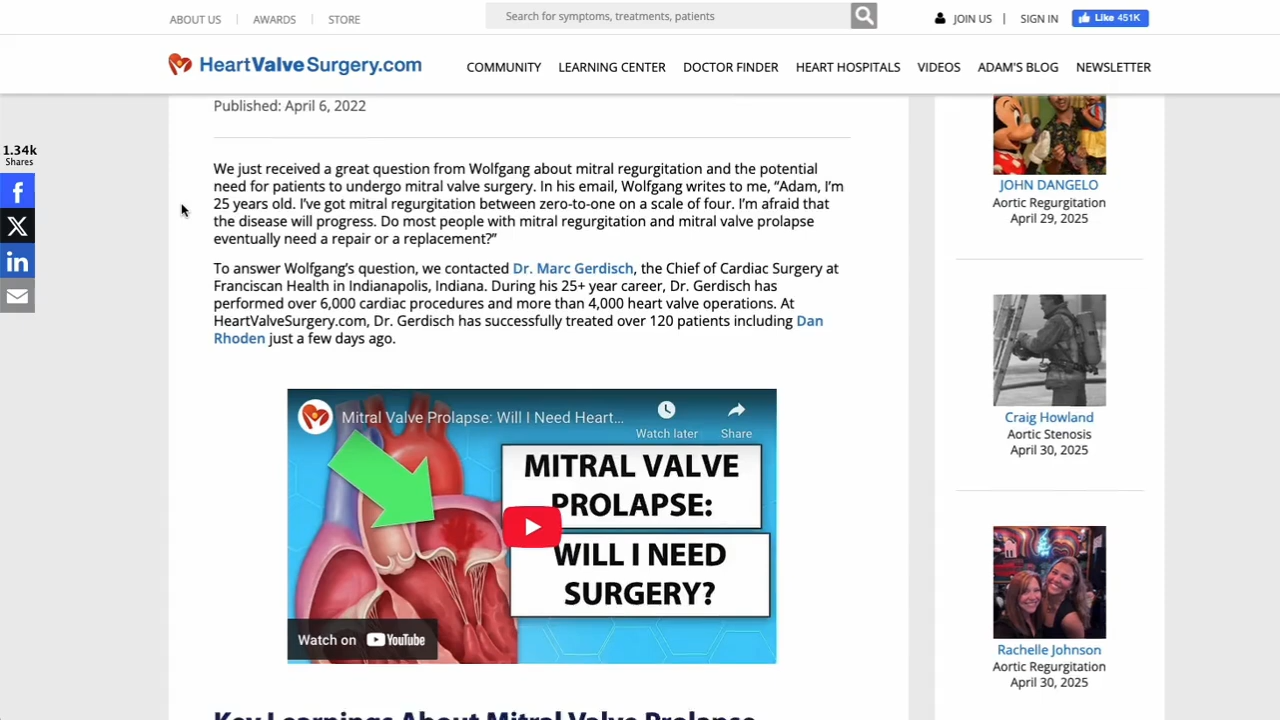 ABOUT US | AWARDS | STORE
Search for symptoms, treatments, patients
JOIN US | SIGN IN
Like 451K
HeartValveSurgery.com
COMMUNITY LEARNING CENTER DOCTOR FINDER HEART HOSPITALS VIDEOS ADAM'S BLOG NEWSLETTER
1.34k
Shares
Published: April 6, 2022
We just received a great question from Wolfgang about mitral regurgitation and the potential
need for patients to undergo mitral valve surgery. In his email, Wolfgang writes to me, “Adam, I’m
25 years old. I’ve got mitral regurgitation between zero-to-one on a scale of four. I’m afraid that
the disease will progress. Do most people with mitral regurgitation and mitral valve prolapse
eventually need a repair or a replacement?”
To answer Wolfgang’s question, we contacted Dr. Marc Gerdisch, the Chief of Cardiac Surgery at
Franciscan Health in Indianapolis, Indiana. During his 25+ year career, Dr. Gerdisch has
performed over 6,000 cardiac procedures and more than 4,000 heart valve operations. At
HeartValveSurgery.com, Dr. Gerdisch has successfully treated over 120 patients including Dan
Rhoden just a few days ago.
Mitral Valve Prolapse: Will I Need Heart...
Watch later
Share
MITRAL VALVE
PROLAPSE:
WILL I NEED
SURGERY?
Watch on YouTube
Key Learnings About Mitral Valve Prolapse
JOHN DANGELO
Aortic Regurgitation
April 29, 2025
Craig Howland
Aortic Stenosis
April 30, 2025
Rachelle Johnson
Aortic Regurgitation
April 30, 2025